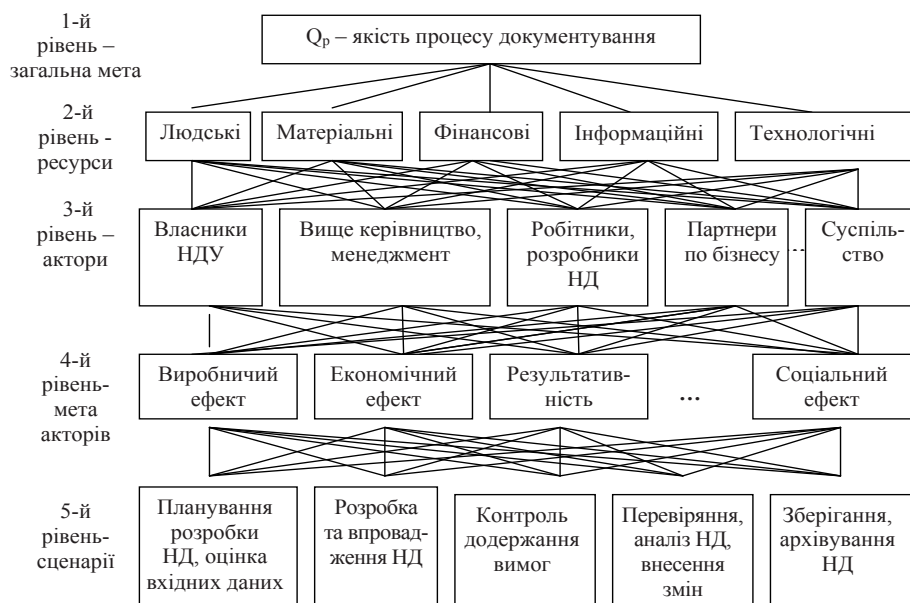 1-й
рівень –
загальна мета
Qp – якість процесу документування
2-й
рівень -
ресурси
Людські
Матеріальні
Фінансові
Інформаційні
Технологічні
3-й
рівень –
актори
Власники
НДУ
Вище керівництво,
менеджмент
Робітники,
розробники
НД
Партнери
по бізнесу
...
Суспіль-
ство
4-й
рівень-
мета
акторів
Виробничий
ефект
Економічний
ефект
Результатив-
ність
...
Соціальний
ефект
5-й
рівень-
сценарії
Планування
розробки
НД, оцінка
вхідних даних
Розробка
та впровад-
ження НД
Контроль
додержання
вимог
Перевіряння,
аналіз НД,
внесення
змін
Зберігання,
архівування
НД